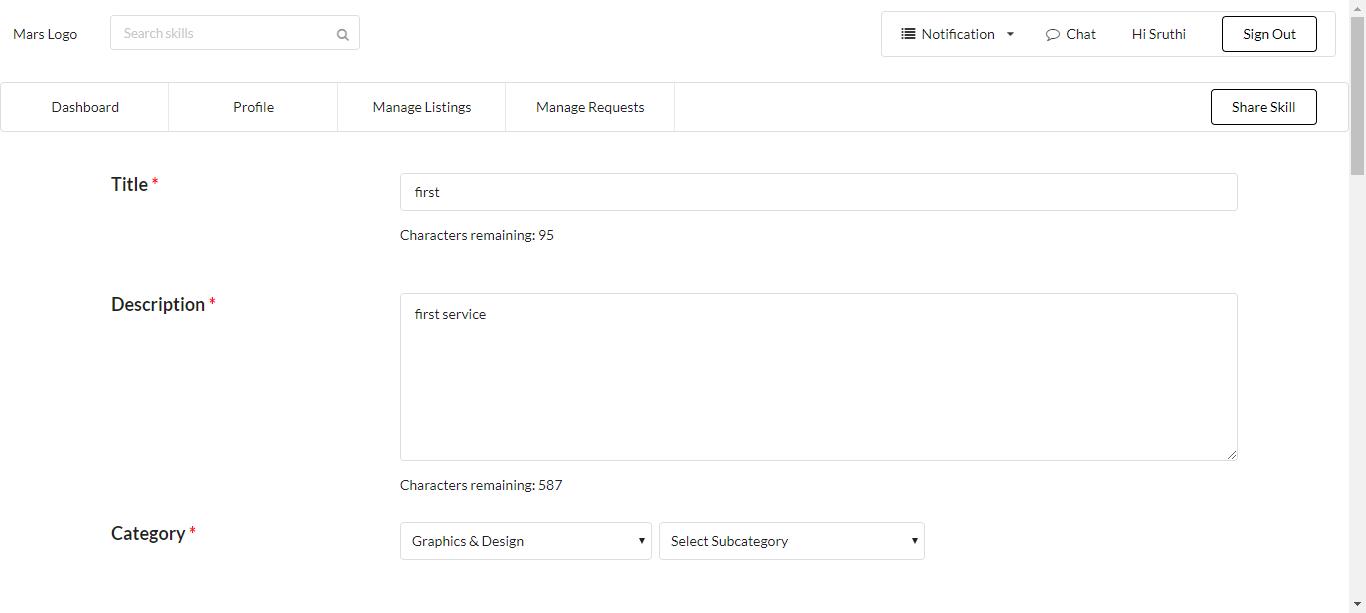 Mars Logo Search skills Notification Chat Hi Sruthi Sign Out
Dashboard Profile Manage Listings Manage Requests Share Skill
Title * first
Characters remaining: 95
Description * first service
Characters remaining: 587
Category * Graphics & Design Select Subcategory